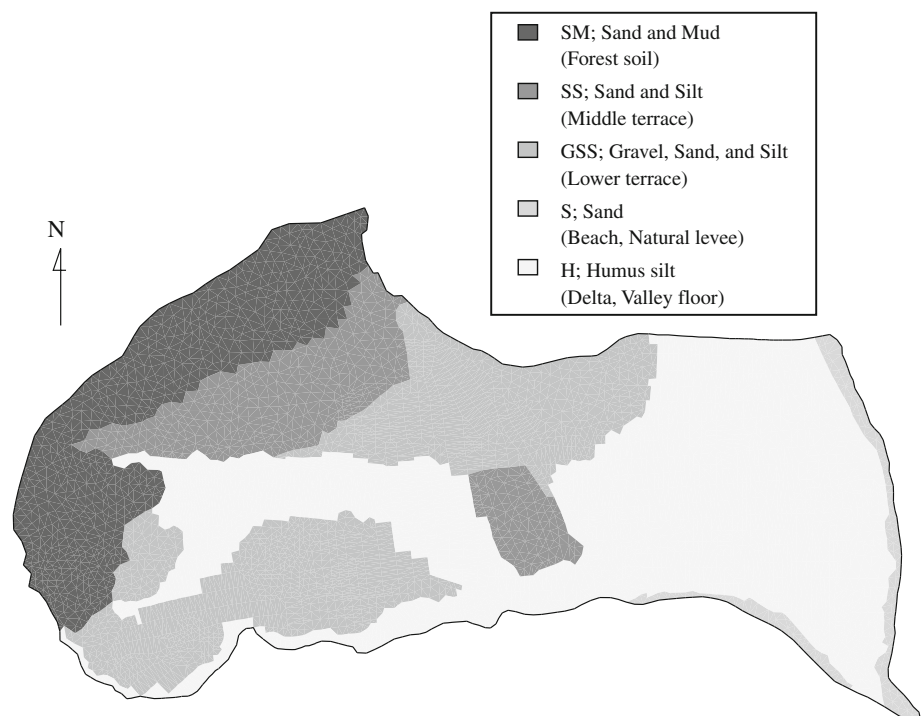 SM; Sand and Mud
(Forest soil)
SS; Sand and Silt
(Middle terrace)
GSS; Gravel, Sand, and Silt
(Lower terrace)
S; Sand
(Beach, Natural levee)
H; Humus silt
(Delta, Valley floor)
N